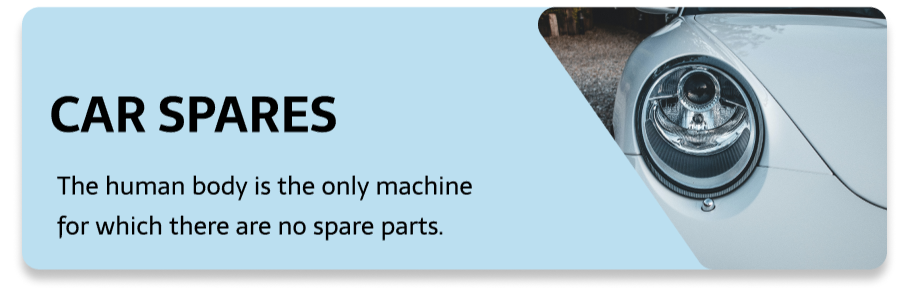 CAR SPARES
The human body is the only machine
for which there are no spare parts.